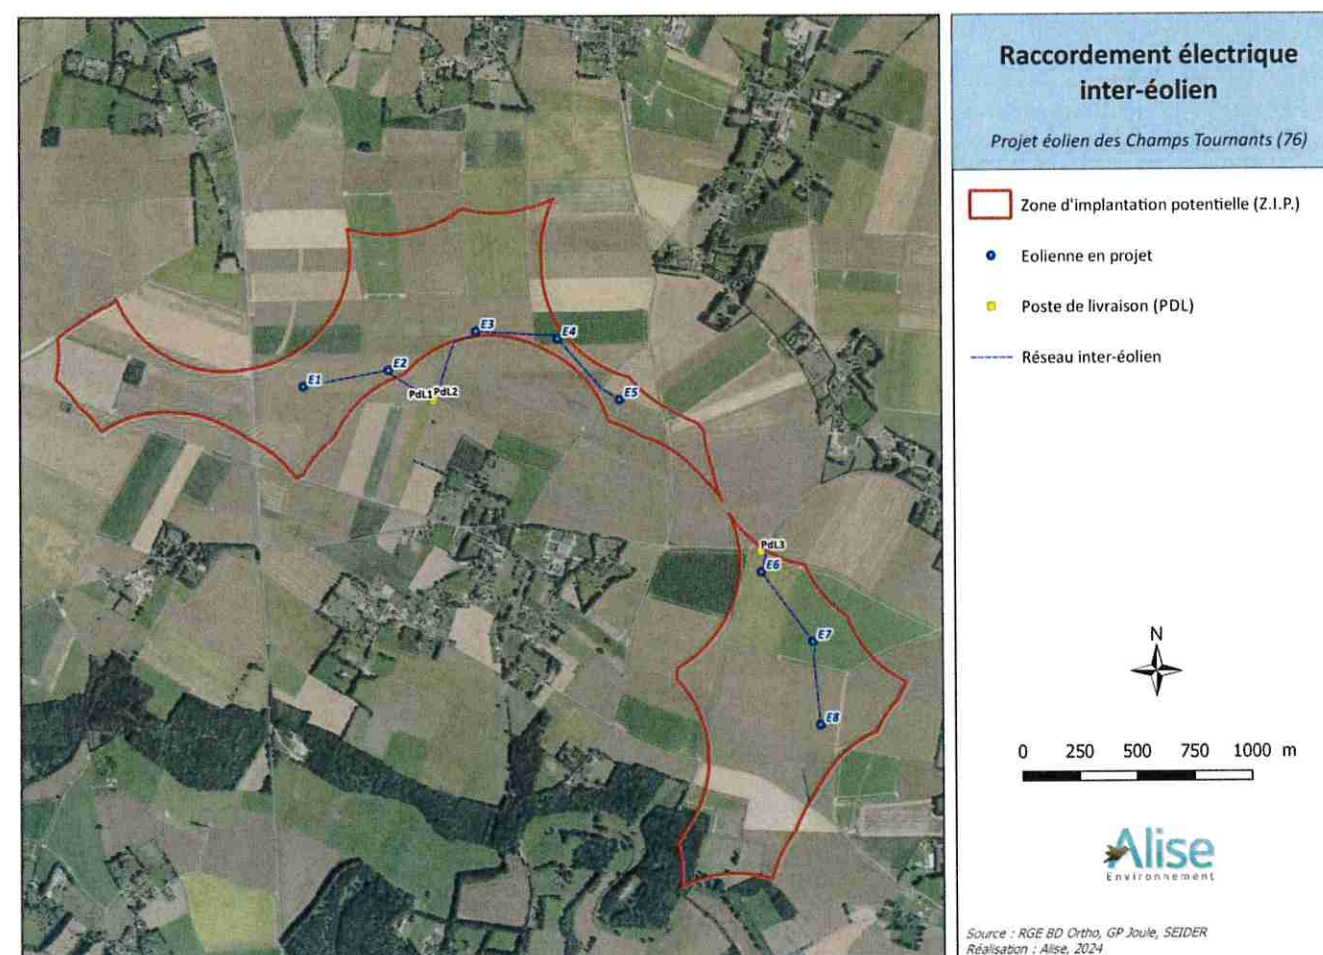 Raccordement électrique
inter-éolien
Projet éolien des Champs Tournants (76)
Zone d'implantation potentielle (Z.I.P.)
Eolienne en projet
Poste de livraison (PDL)
Réseau inter-éolien
E1
E2
E3
E4
E5
PdL1
PdL2
PdL3
E6
E7
E8
N
0 250 500 750 1000 m
Alise
Environnement
Source : RGE BD Ortho, GP Joule, SEIDER
Réalisation : Alise, 2024